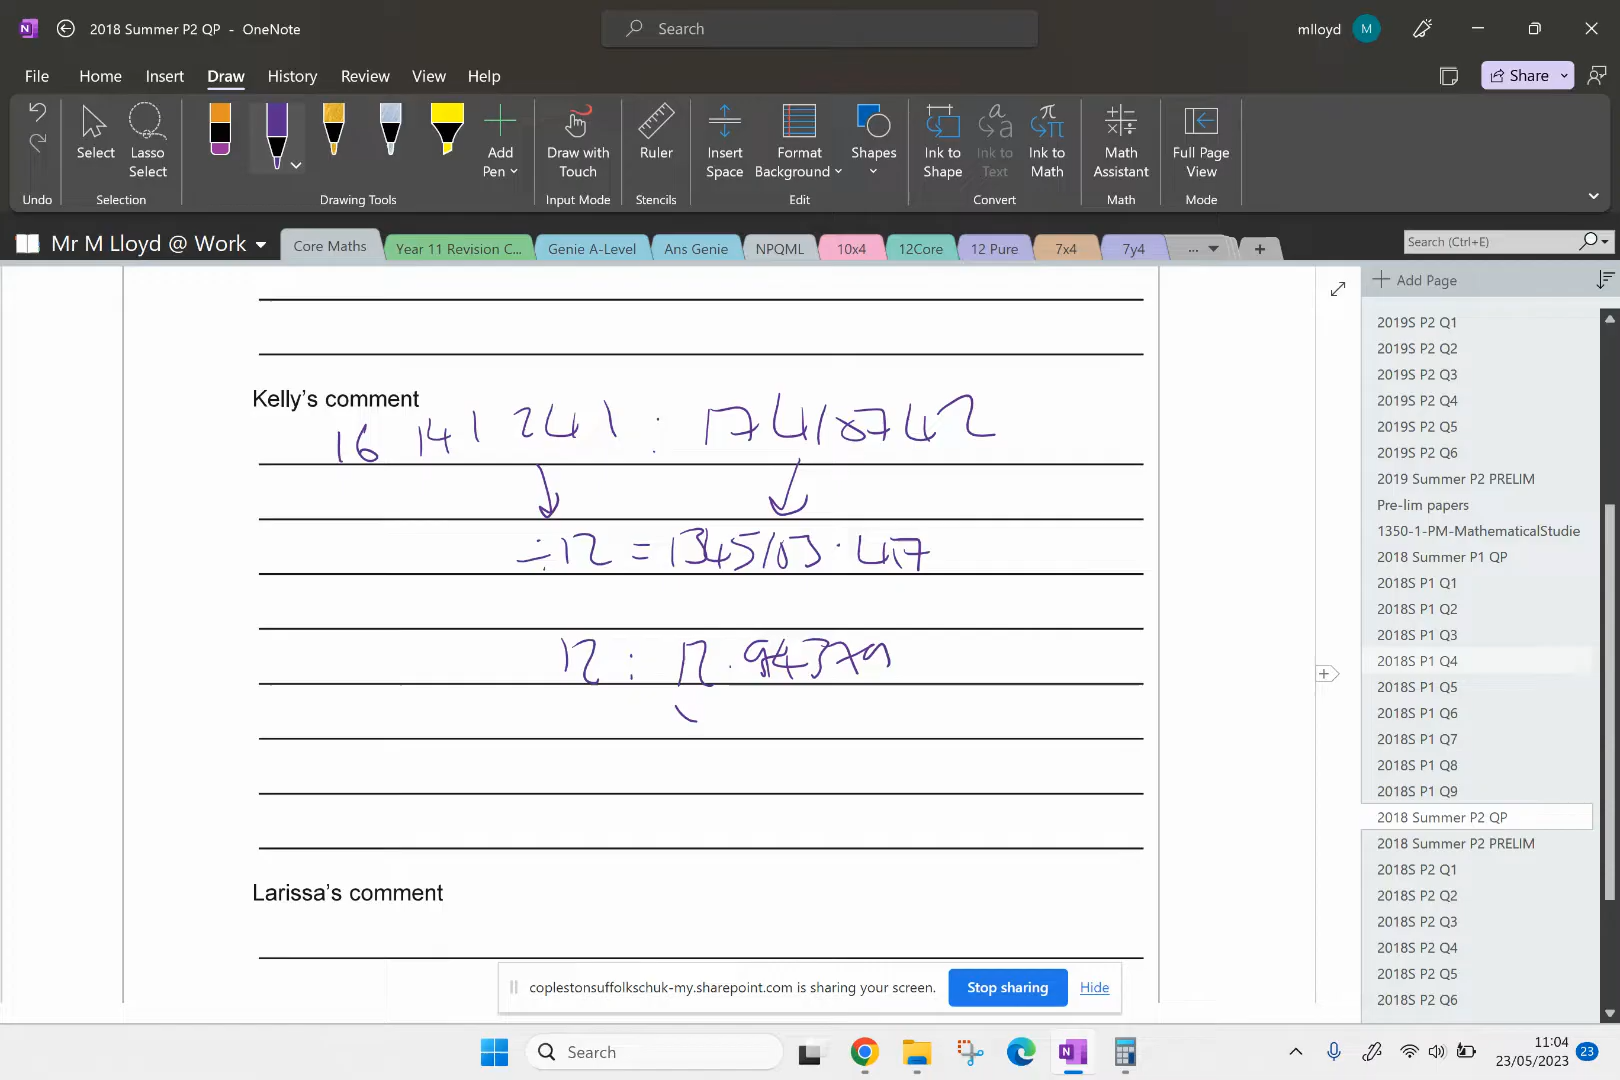 2018 Summer P2 QP - OneNote
Search
mlloyd
M
File Home Insert Draw History Review View Help
Share
Select
Lasso Select
Add Pen
Draw with Touch
Ruler
Insert Space
Format Background
Shapes
Ink to Shape
Ink to Text
Ink to Math
Math Assistant
Full Page View
Undo Selection Drawing Tools Input Mode Stencils Edit Convert Math Mode
Mr M Lloyd @ Work
Core Maths Year 11 Revision C... Genie A-Level Ans Genie NPQML 10x4 12Core 12 Pure 7x4 7y4 ...
Search (Ctrl+E)
Add Page
2019S P2 Q1
2019S P2 Q2
2019S P2 Q3
2019S P2 Q4
2019S P2 Q5
2019S P2 Q6
2019 Summer P2 PRELIM
Pre-lim papers
1350-1-PM-MathematicalStudie
2018 Summer P1 QP
2018S P1 Q1
2018S P1 Q2
2018S P1 Q3
2018S P1 Q4
2018S P1 Q5
2018S P1 Q6
2018S P1 Q7
2018S P1 Q8
2018S P1 Q9
2018 Summer P2 QP
2018 Summer P2 PRELIM
2018S P2 Q1
2018S P2 Q2
2018S P2 Q3
2018S P2 Q4
2018S P2 Q5
2018S P2 Q6
Kelly's comment
16 141 241 : 17410742
÷12 = 1345103.417
12 : 12.94379
Larissa's comment
coplestonsuffolkschuk-my.sharepoint.com is sharing your screen.
Stop sharing
Hide
Search
11:04
23/05/2023
23